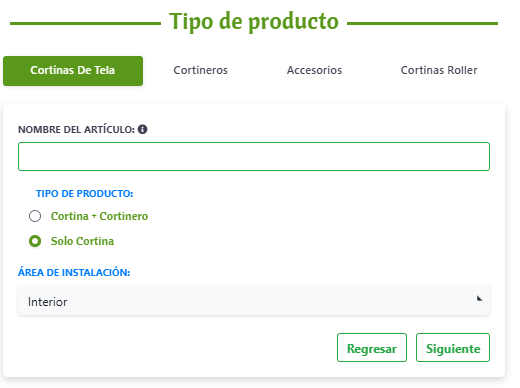 Tipo de producto
Cortinas De Tela Cortineros Accesorios Cortinas Roller
NOMBRE DEL ARTÍCULO:
TIPO DE PRODUCTO:
Cortina + Cortinero
Solo Cortina
ÁREA DE INSTALACIÓN:
Interior
Regresar Siguiente